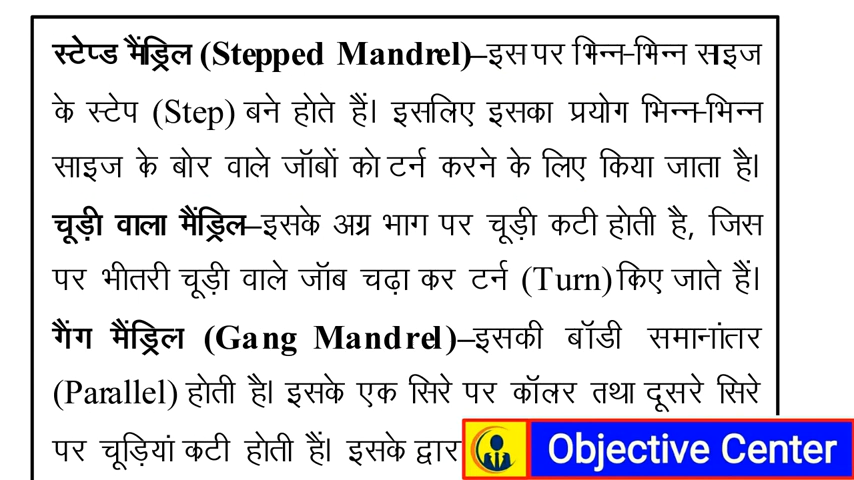 स्टेप्ड मैंड्रिल (Stepped Mandrel)–इस पर भिन्न-भिन्न साइज
के स्टेप (Step) बने होते हैं। इसलिए इसका प्रयोग भिन्न-भिन्न
साइज के बोर वाले जॉबों को टर्न करने के लिए किया जाता है।
चूड़ी वाला मैंड्रिल–इसके अग्र भाग पर चूड़ी कटी होती है, जिस
पर भीतरी चूड़ी वाले जॉब चढ़ा कर टर्न (Turn) किए जाते हैं।
गैंग मैंड्रिल (Gang Mandrel)–इसकी बॉडी समानांतर
(Parallel) होती है। इसके एक सिरे पर कॉलर तथा दूसरे सिरे
पर चूड़ियां कटी होती हैं। इसके द्वार
Objective Center